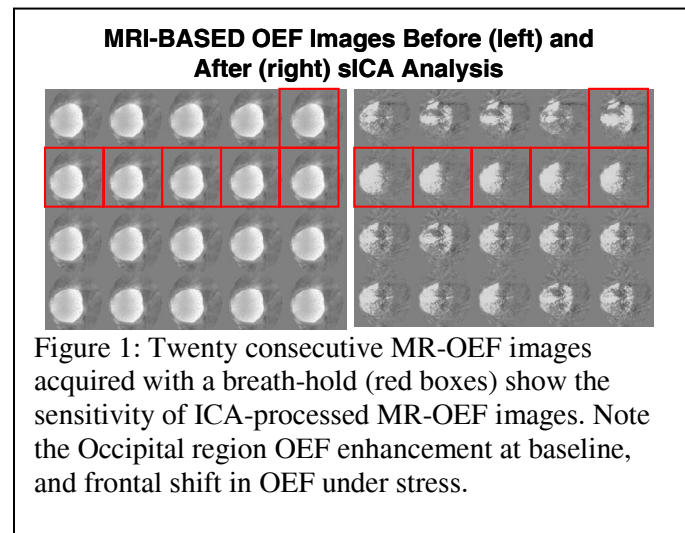 MRI-BASED OEF Images Before (left) and
After (right) sICA Analysis
Figure 1: Twenty consecutive MR-OEF images
acquired with a breath-hold (red boxes) show the
sensitivity of ICA-processed MR-OEF images. Note
the Occipital region OEF enhancement at baseline,
and frontal shift in OEF under stress.